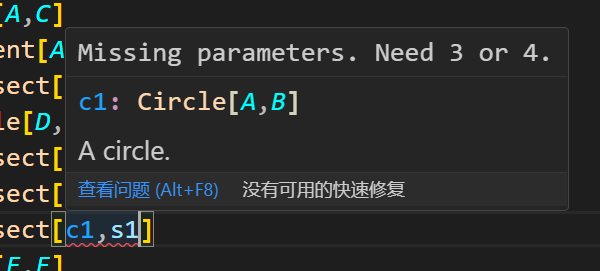 [A,C]
ent[A
sect[
le[D,
sect[
sect[
sect[c1,s1]
[E,F]
Missing parameters. Need 3 or 4.
c1: Circle[A,B]
A circle.
查看问题 (Alt+F8) 没有可用的快速修复